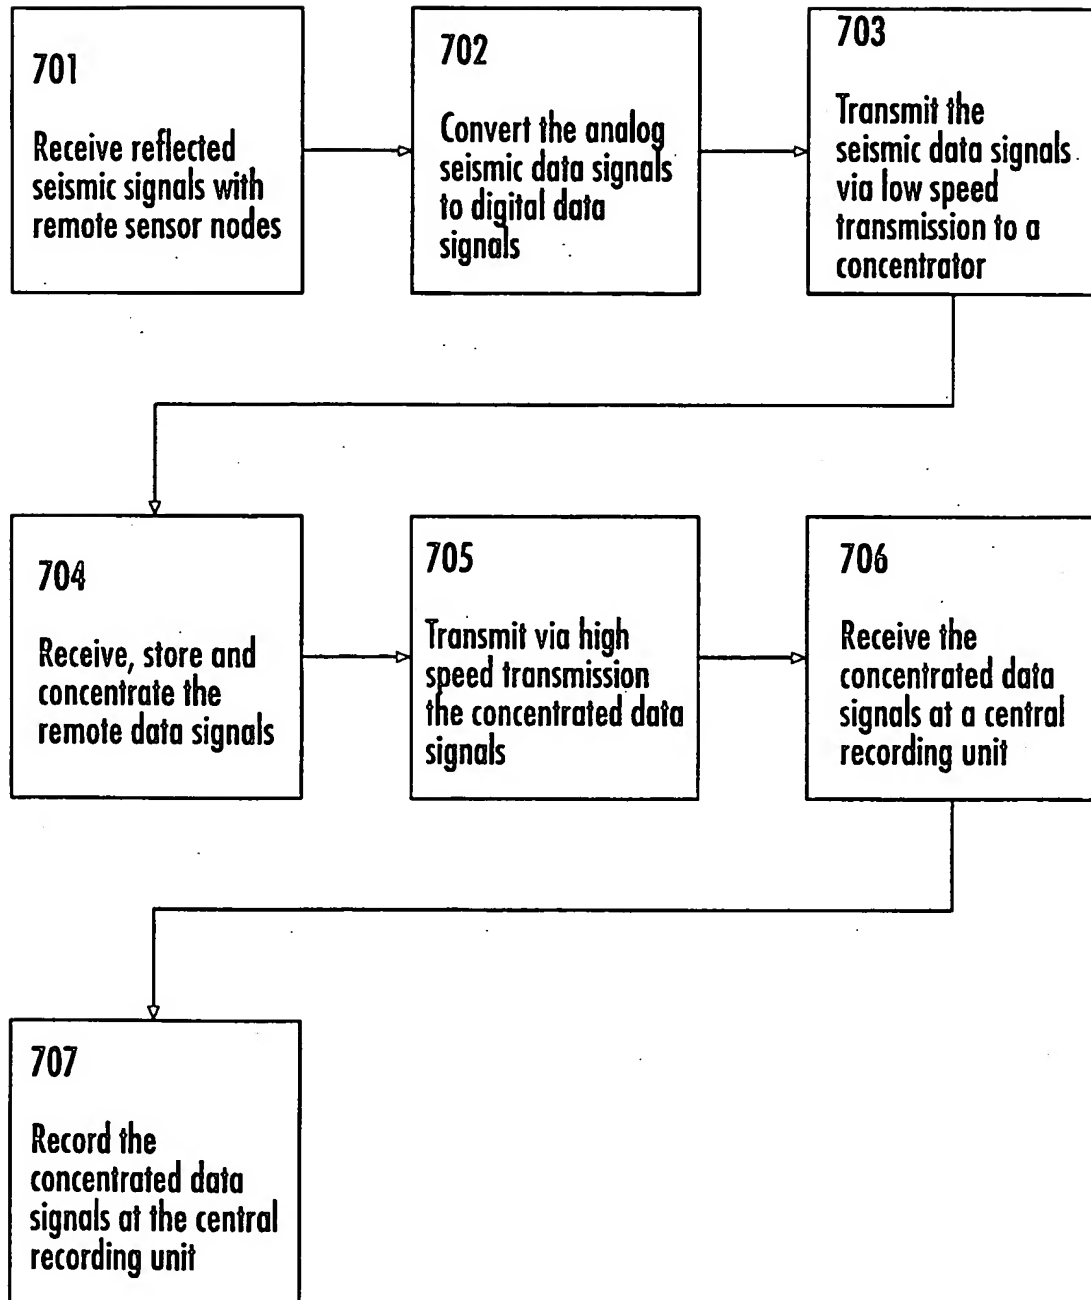 701
Receive reflected
seismic signals with
remote sensor nodes
702
Convert the analog
seismic data signals
to digital data
signals
703
Transmit the
seismic data signals
via low speed
transmission to a
concentrator
704
Receive, store and
concentrate the
remote data signals
705
Transmit via high
speed transmission
the concentrated data
signals
706
Receive the
concentrated data
signals at a central
recording unit
707
Record the
concentrated data
signals at the central
recording unit